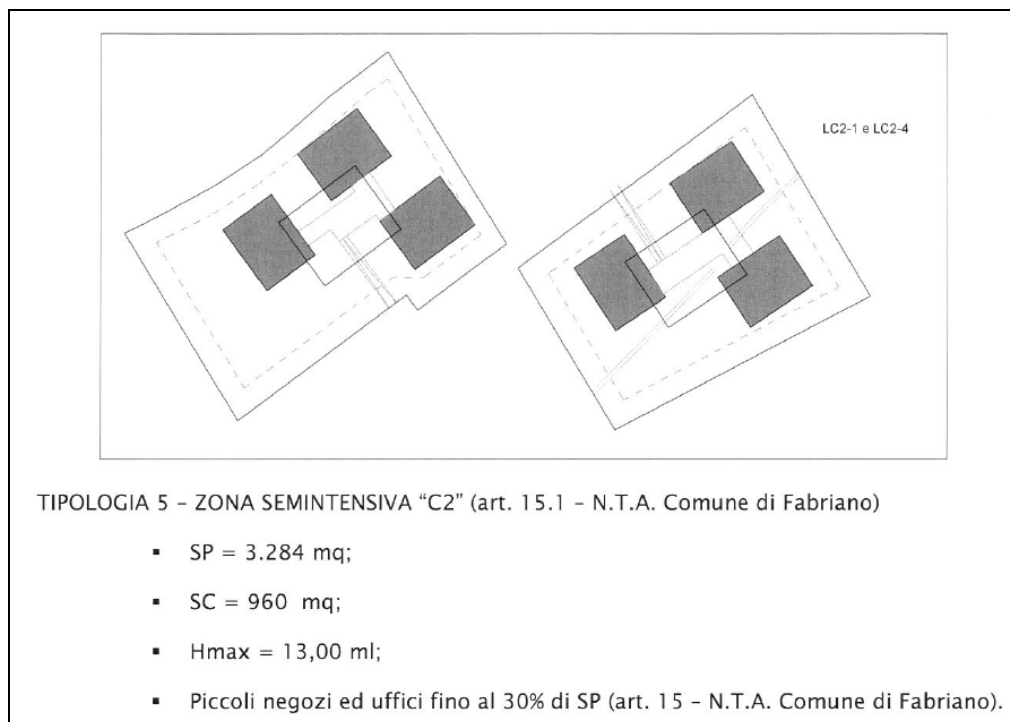 LC2-1 e LC2-4
TIPOLOGIA 5 – ZONA SEMINTENSIVA “C2” (art. 15.1 – N.T.A. Comune di Fabriano)
▪ SP = 3.284 mq;
▪ SC = 960 mq;
▪ Hmax = 13,00 ml;
▪ Piccoli negozi ed uffici fino al 30% di SP (art. 15 – N.T.A. Comune di Fabriano).